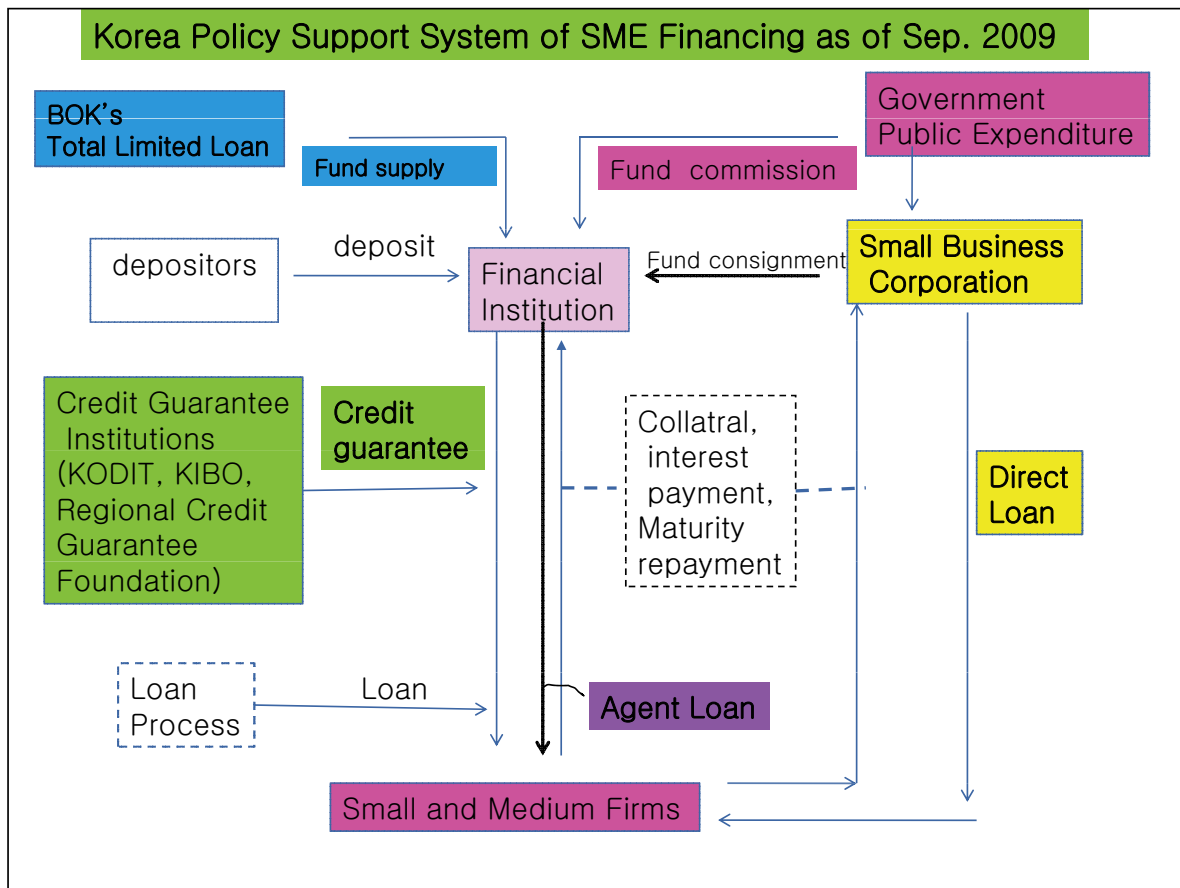 Korea Policy Support System of SME Financing as of Sep. 2009
BOK's
Total Limited Loan
Government
Public Expenditure
Fund supply
Fund commission
depositors
deposit
Financial
Institution
Fund consignment
Small Business
Corporation
Credit Guarantee
Institutions
(KODIT, KIBO,
Regional Credit
Guarantee
Foundation)
Credit
guarantee
Collatral,
interest
payment,
Maturity
repayment
Direct
Loan
Loan
Process
Loan
Agent Loan
Small and Medium Firms